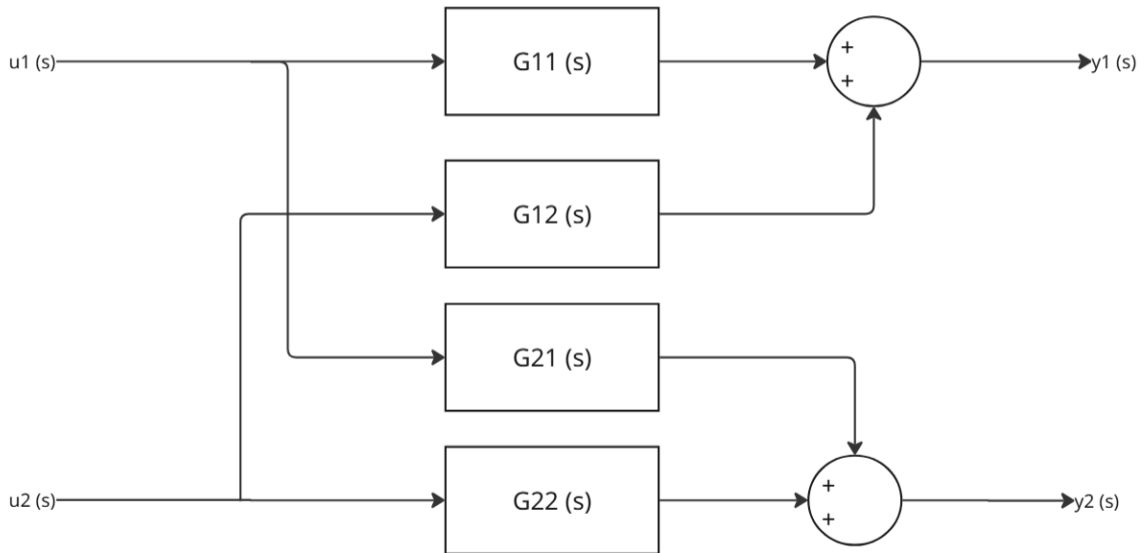 u1 (s)
G11 (s)
+
+
y1 (s)
G12 (s)
G21 (s)
u2 (s)
G22 (s)
+
+
y2 (s)